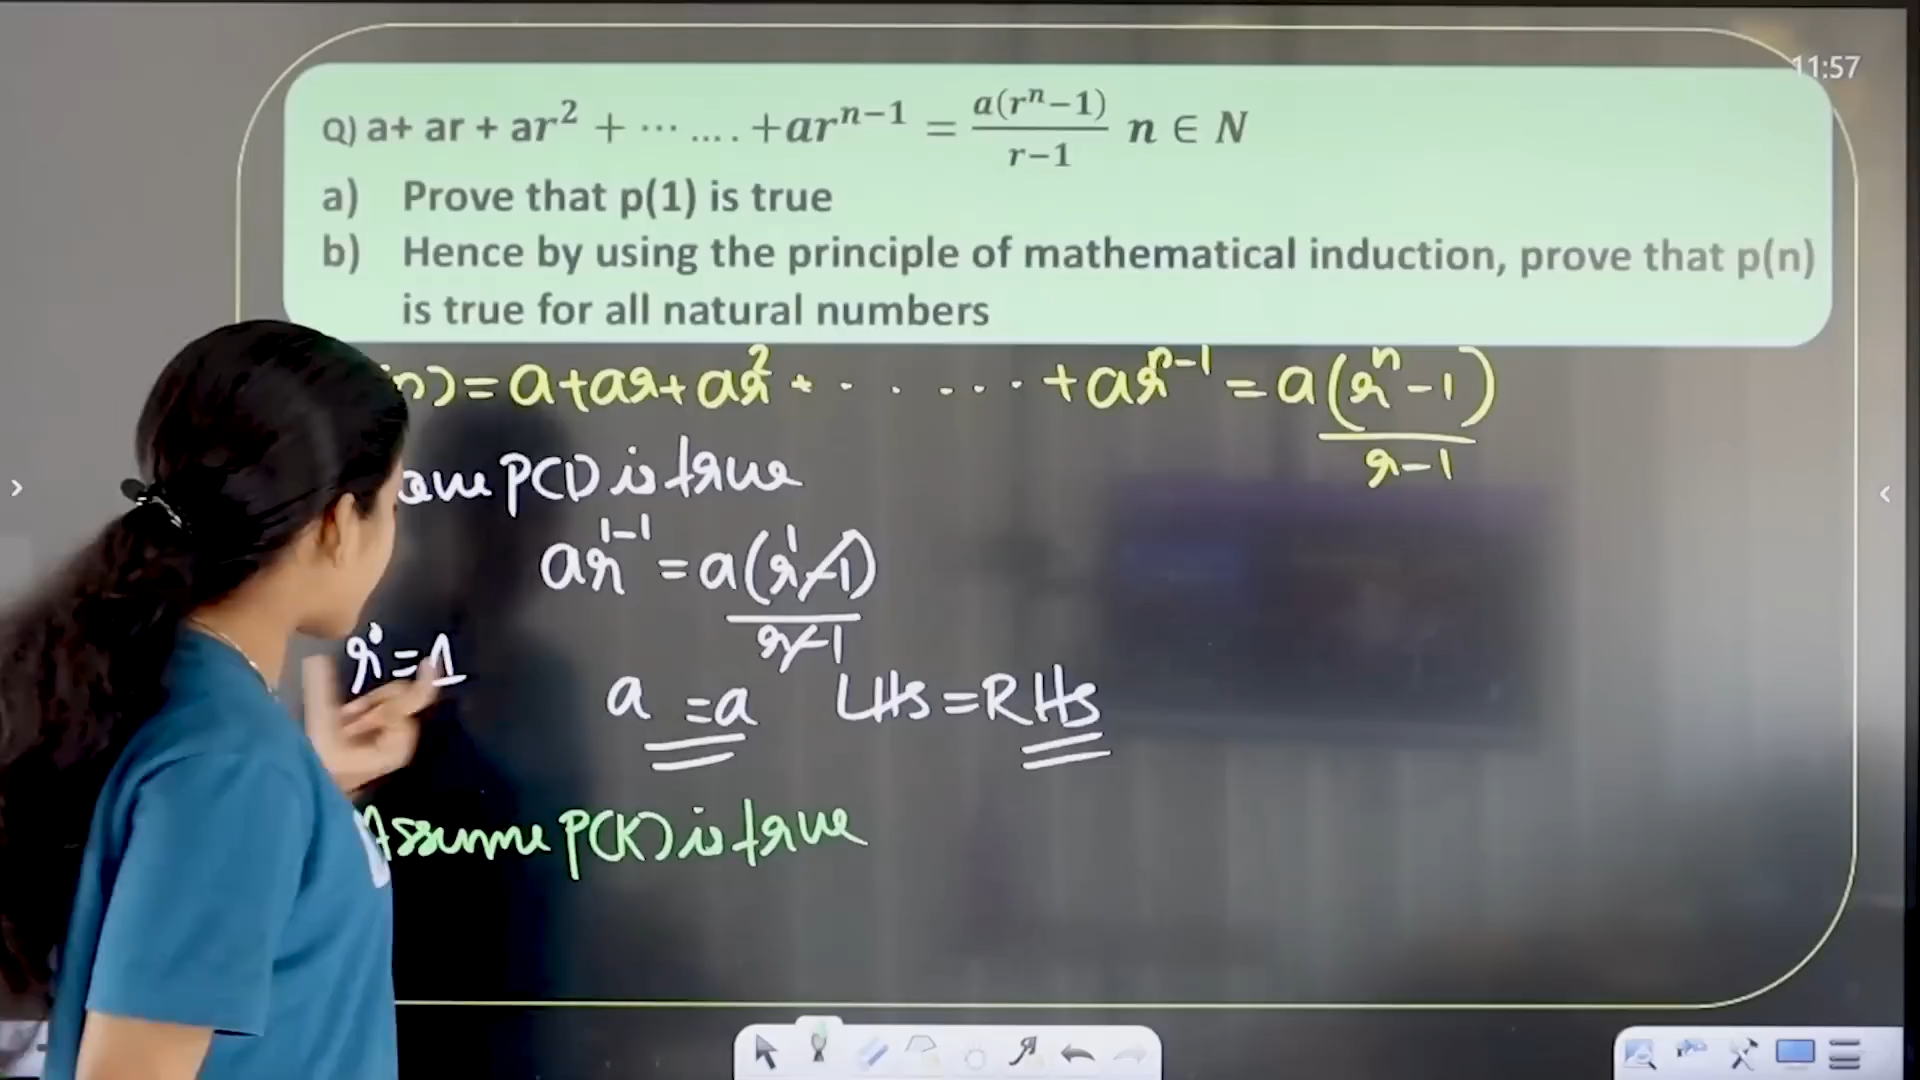 11:57
Q) a+ ar + ar² + ⋯ .... +arⁿ⁻¹ = a(rⁿ−1)/r−1 n ∈ N
a) Prove that p(1) is true
b) Hence by using the principle of mathematical induction, prove that p(n)
is true for all natural numbers
(n) = a+ar+ar² + · · · · · · +arⁿ⁻¹ = a(rⁿ-1)/r-1
P(1) is true
ar¹⁻¹ = a(r¹-1)/r-1
r⁰=1
a = a LHS = RHS
Assume P(K) is true